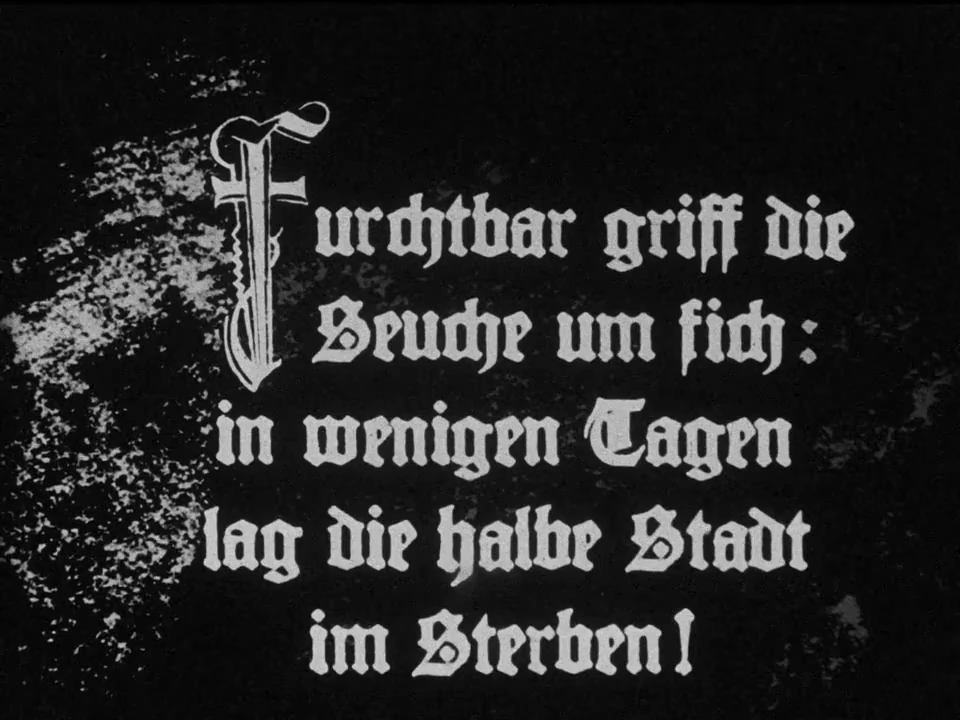 Furchtbar griff die
Seuche um sich:
in wenigen Tagen
lag die halbe Stadt
im Sterben!